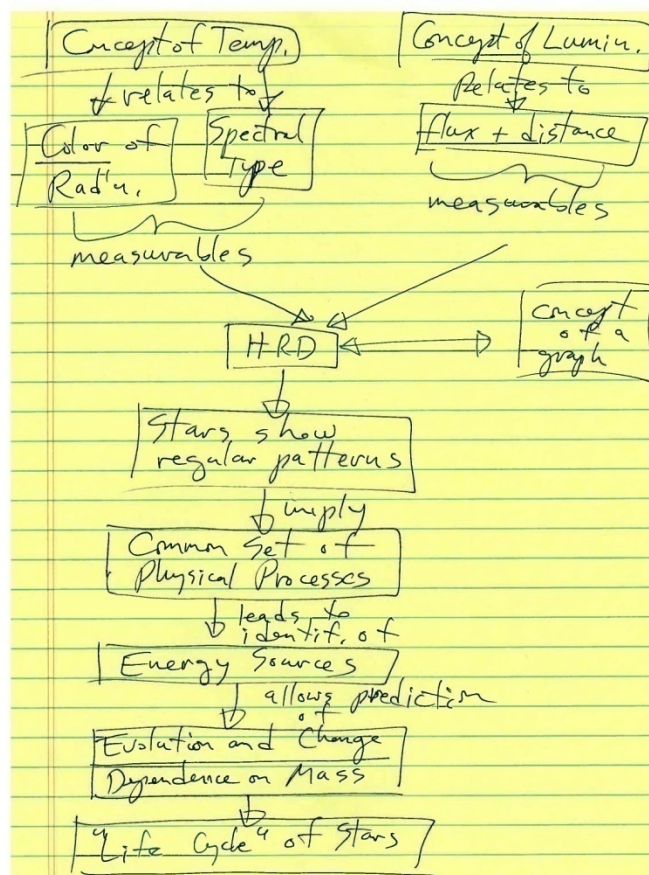 Concept of Temp.
Concept of Lumin.
relates to
Relates to
Color of
Rad'n.
Spectral
Type
flux + distance
measurables
measurables
HRD
concept
of a
graph
Stars show
regular patterns
imply
Common Set of
Physical Processes
leads to
identif. of
Energy Sources
allows prediction
of
Evolution and Change
Dependence on Mass
"Life Cycle" of Stars